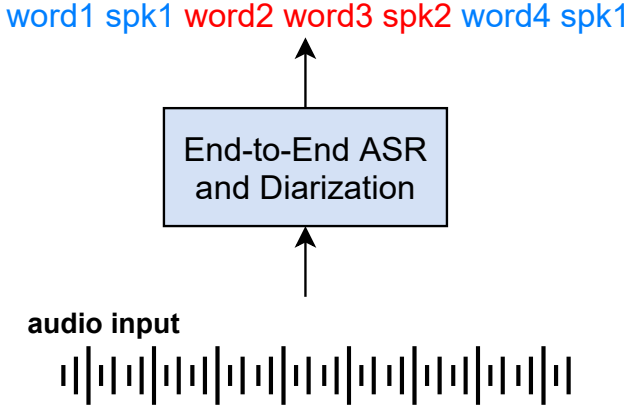 word1 spk1 word2 word3 spk2 word4 spk1
End-to-End ASR
and Diarization
audio input